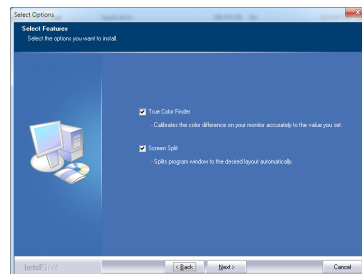 Select Options
Select Features
Select the options you want to install.
True Color Finder
- Calibrates the color difference on your monitor accurately to the value you set.
Screen Split
- Splits program window to the desired layout automatically.
< Back
Next >
Cancel